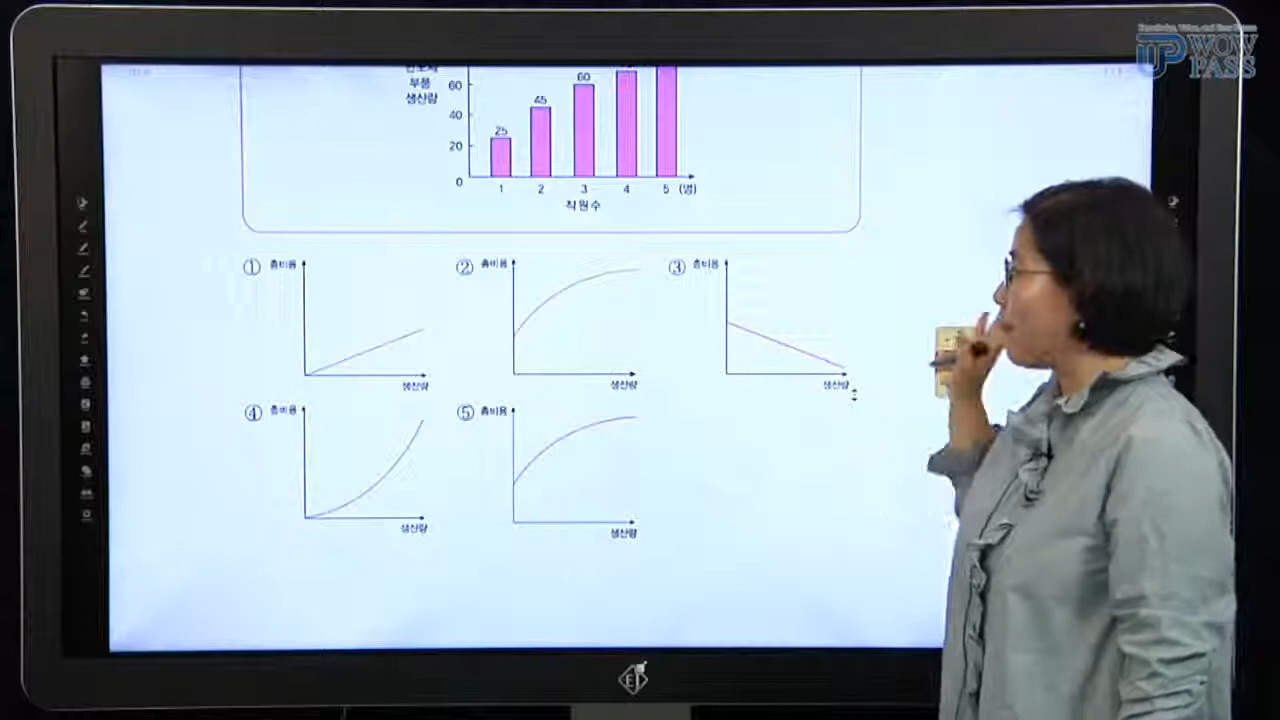 WOW
PASS
부품
생산량
60
40
20
0
25
45
60
1 2 3 4 5 (명)
직원수
① 총비용
생산량
② 총비용
생산량
③ 총비용
생산량
④ 총비용
생산량
⑤ 총비용
생산량